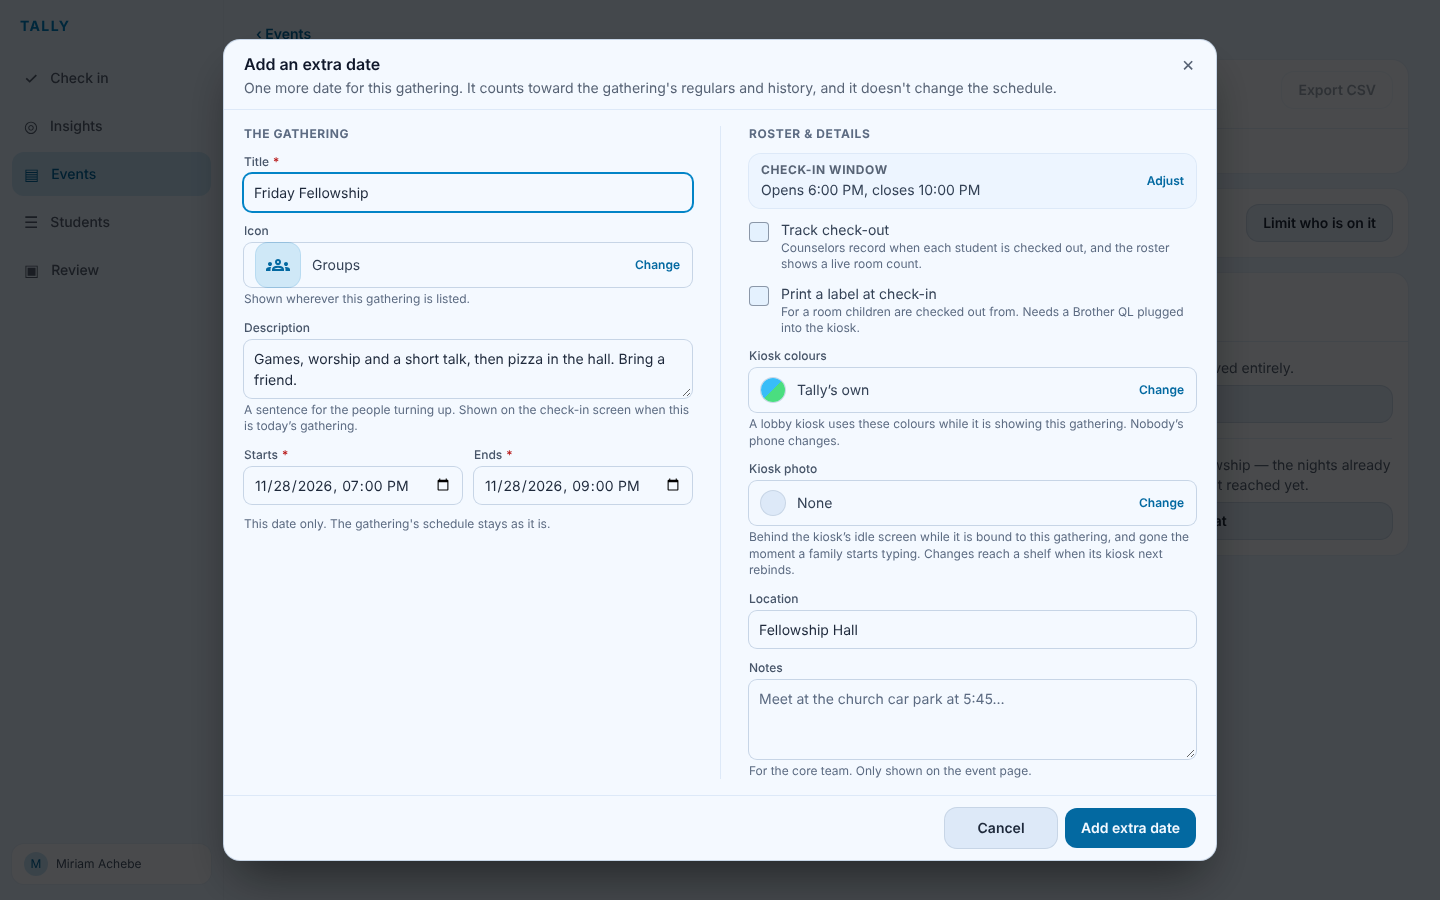 TALLY
Check in
Insights
Events
Students
Review
M Miriam Achebe
‹ Events
Export CSV
Limit who is on it
ved entirely.
wship — the nights already
t reached yet.
at
Add an extra date
One more date for this gathering. It counts toward the gathering's regulars and history, and it doesn't change the schedule.
THE GATHERING
Title *
Friday Fellowship
Icon
Groups
Change
Shown wherever this gathering is listed.
Description
Games, worship and a short talk, then pizza in the hall. Bring a
friend.
A sentence for the people turning up. Shown on the check-in screen when this
is today’s gathering.
Starts *
11/28/2026, 07:00 PM
Ends *
11/28/2026, 09:00 PM
This date only. The gathering's schedule stays as it is.
ROSTER & DETAILS
CHECK-IN WINDOW
Opens 6:00 PM, closes 10:00 PM
Adjust
Track check-out
Counselors record when each student is checked out, and the roster
shows a live room count.
Print a label at check-in
For a room children are checked out from. Needs a Brother QL plugged
into the kiosk.
Kiosk colours
Tally’s own
Change
A lobby kiosk uses these colours while it is showing this gathering. Nobody’s
phone changes.
Kiosk photo
None
Change
Behind the kiosk’s idle screen while it is bound to this gathering, and gone the
moment a family starts typing. Changes reach a shelf when its kiosk next
rebinds.
Location
Fellowship Hall
Notes
Meet at the church car park at 5:45…
For the core team. Only shown on the event page.
Cancel
Add extra date